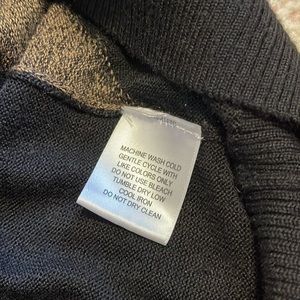 MACHINE WASH COLD
GENTLE CYCLE WITH
LIKE COLORS ONLY
DO NOT USE BLEACH
TUMBLE DRY LOW
COOL IRON
DO NOT DRY CLEAN